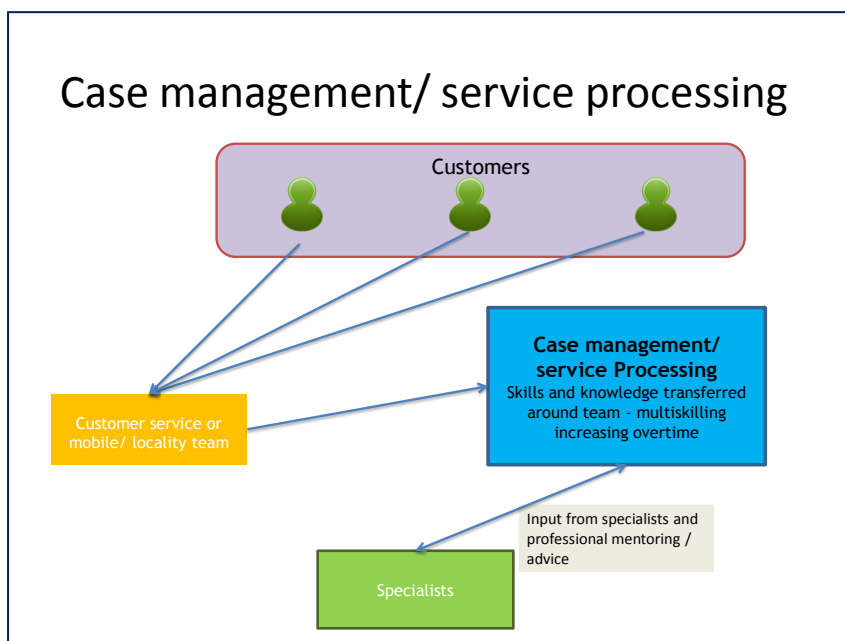 Case management/ service processing
Customers
Case management/
service Processing
Skills and knowledge transferred
around team – multiskilling
increasing overtime
Customer service or
mobile/ locality team
Input from specialists and
professional mentoring /
advice
Specialists